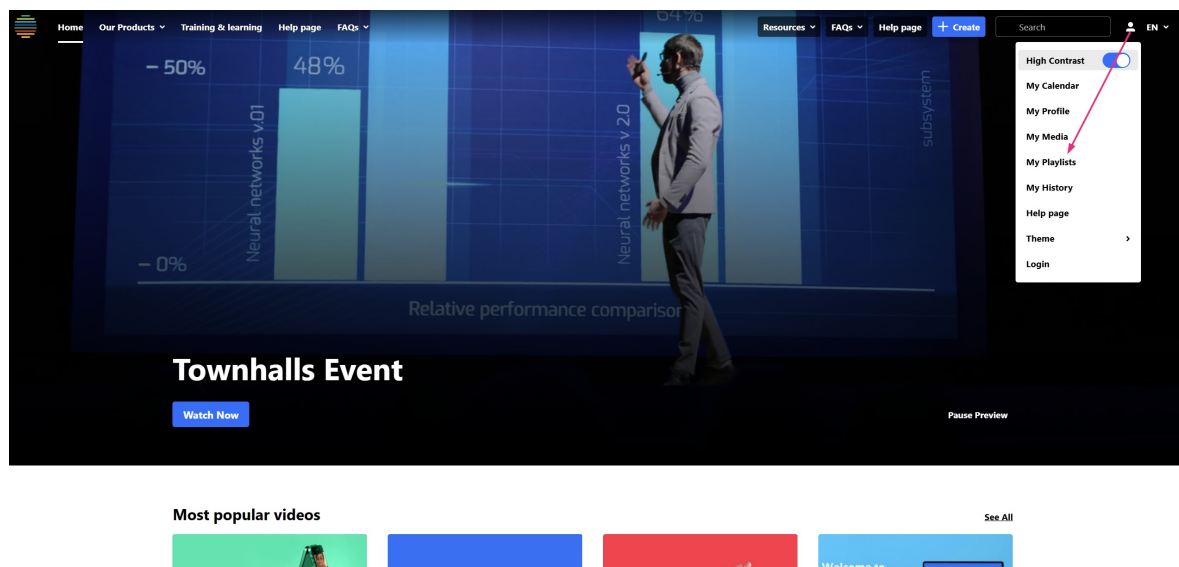 Home Our Products Training & learning Help page FAQs Resources FAQs Help page + Create Search EN
64%
High Contrast
My Calendar
My Profile
My Media
My Playlists
My History
Help page
Theme
Login
– 50%
48%
Neural networks v.01
Neural networks v 2.0
subsystem
– 0%
Relative performance comparison
Townhalls Event
Watch Now
Pause Preview
Most popular videos
See All
Welcome to